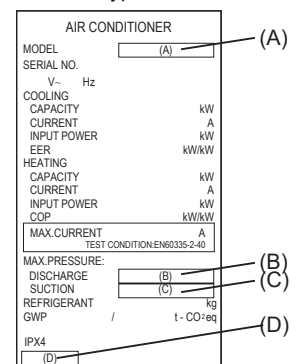 AIR CONDITIONER
MODEL (A) (A)
SERIAL NO.
V~ Hz
COOLING
CAPACITY kW
CURRENT A
INPUT POWER kW
EER kW/kW
HEATING
CAPACITY kW
CURRENT A
INPUT POWER kW
COP kW/kW
MAX.CURRENT A
TEST CONDITION:EN60335-2-40
MAX.PRESSURE:
DISCHARGE (B) (B)
SUCTION (C) (C)
REFRIGERANT kg
GWP / t-CO²eq
(D)
IPX4
(D)